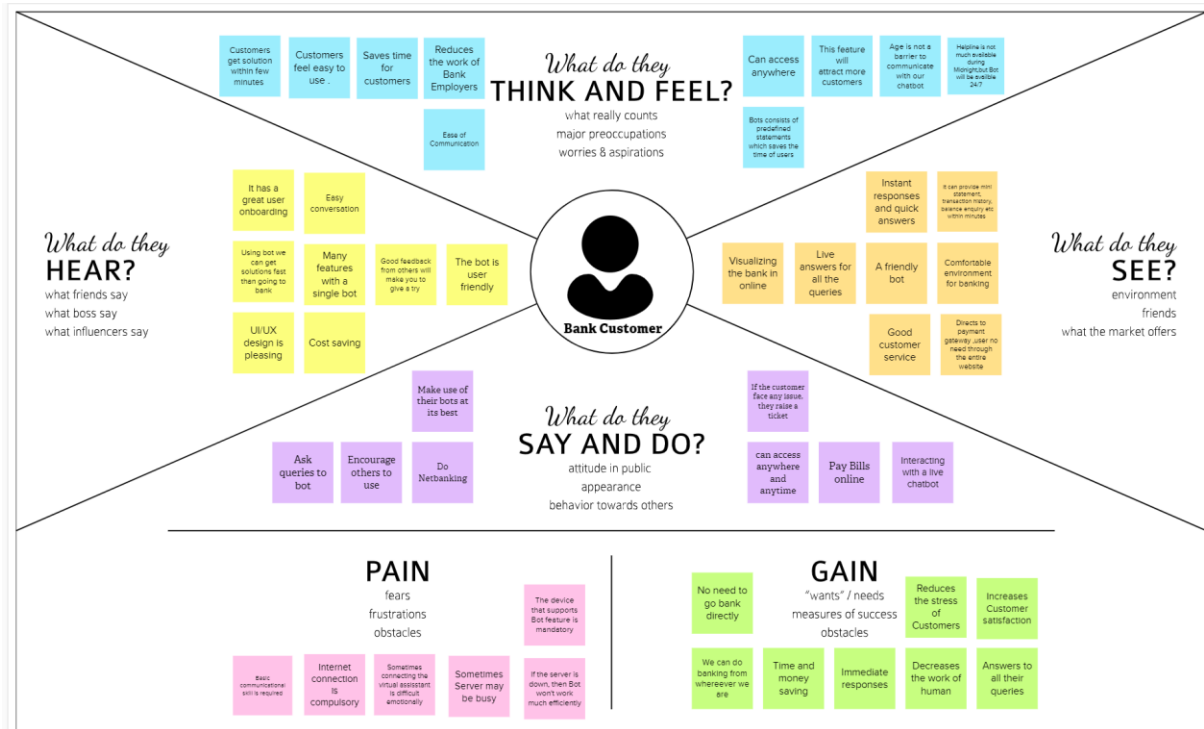 What do they
THINK AND FEEL?
what really counts
major preocupations
worries & aspirations
Customers
get solution
within few
minutes
Customers
feel easy to
use .
Saves time
for
customers
Reduces
the work of
Bank
Employers
Ease of
Communication
Can access
anywhere
This feature
will
attract more
customers
Age is not a
barrier to
communicate
with our
chatbot
Helpline is not
much available
during
Midnight,but Bot
will be availble
24/7
Bots consists of
predefined
statements
which saves the
time of users
What do they
HEAR?
what friends say
what boss say
what influencers say
It has a
great user
onboarding
Easy
conversation
Using bot we
can get
solutions fast
than going to
bank
Many
features with
a single bot
Good feedback
from others will
make you to
give a try
The bot is
user
friendly
UI/UX
design is
pleasing
Cost saving
Bank Customer
What do they
SEE?
environment
friends
what the market offers
Instant
responses
and quick
answers
It can provide mini
statement,
transaction history,
balance enquiry etc
within minutes
Visualizing
the bank in
online
Live
answers for
all the
queries
A friendly
bot
Comfortable
environment
for banking
Good
customer
service
Directs to
payment
gateway ,user no
need through the
entire
website
What do they
SAY AND DO?
attitude in public
appearance
behavior towards others
Make use of
their bots at
its best
Ask
queries to
bot
Encourage
others to
use
Do
Netbanking
If the customer
face any issue,
they raise a
ticket
can access
anywhere
and
anytime
Pay Bills
online
Interacting
with a live
chatbot
PAIN
fears
frustrations
obstacles
The device
that supports
Bot feature is
mandatory
Basic
communicational
skill is required
Internet
connection
is
compulsory
Sometimes
connecting the
virtual assisstant
is difficult
emotionally
Sometimes
Server may
be busy
If the server is
down, then Bot
won't work
much efficiently
GAIN
"wants" / needs
measures of success
obstacles
No need to
go bank
directly
Reduces
the stress
of
Customers
Increases
Customer
satisfaction
We can do
banking from
whereever we
are
Time and
money
saving
Immediate
responses
Decreases
the work of
human
Answers to
all their
queries